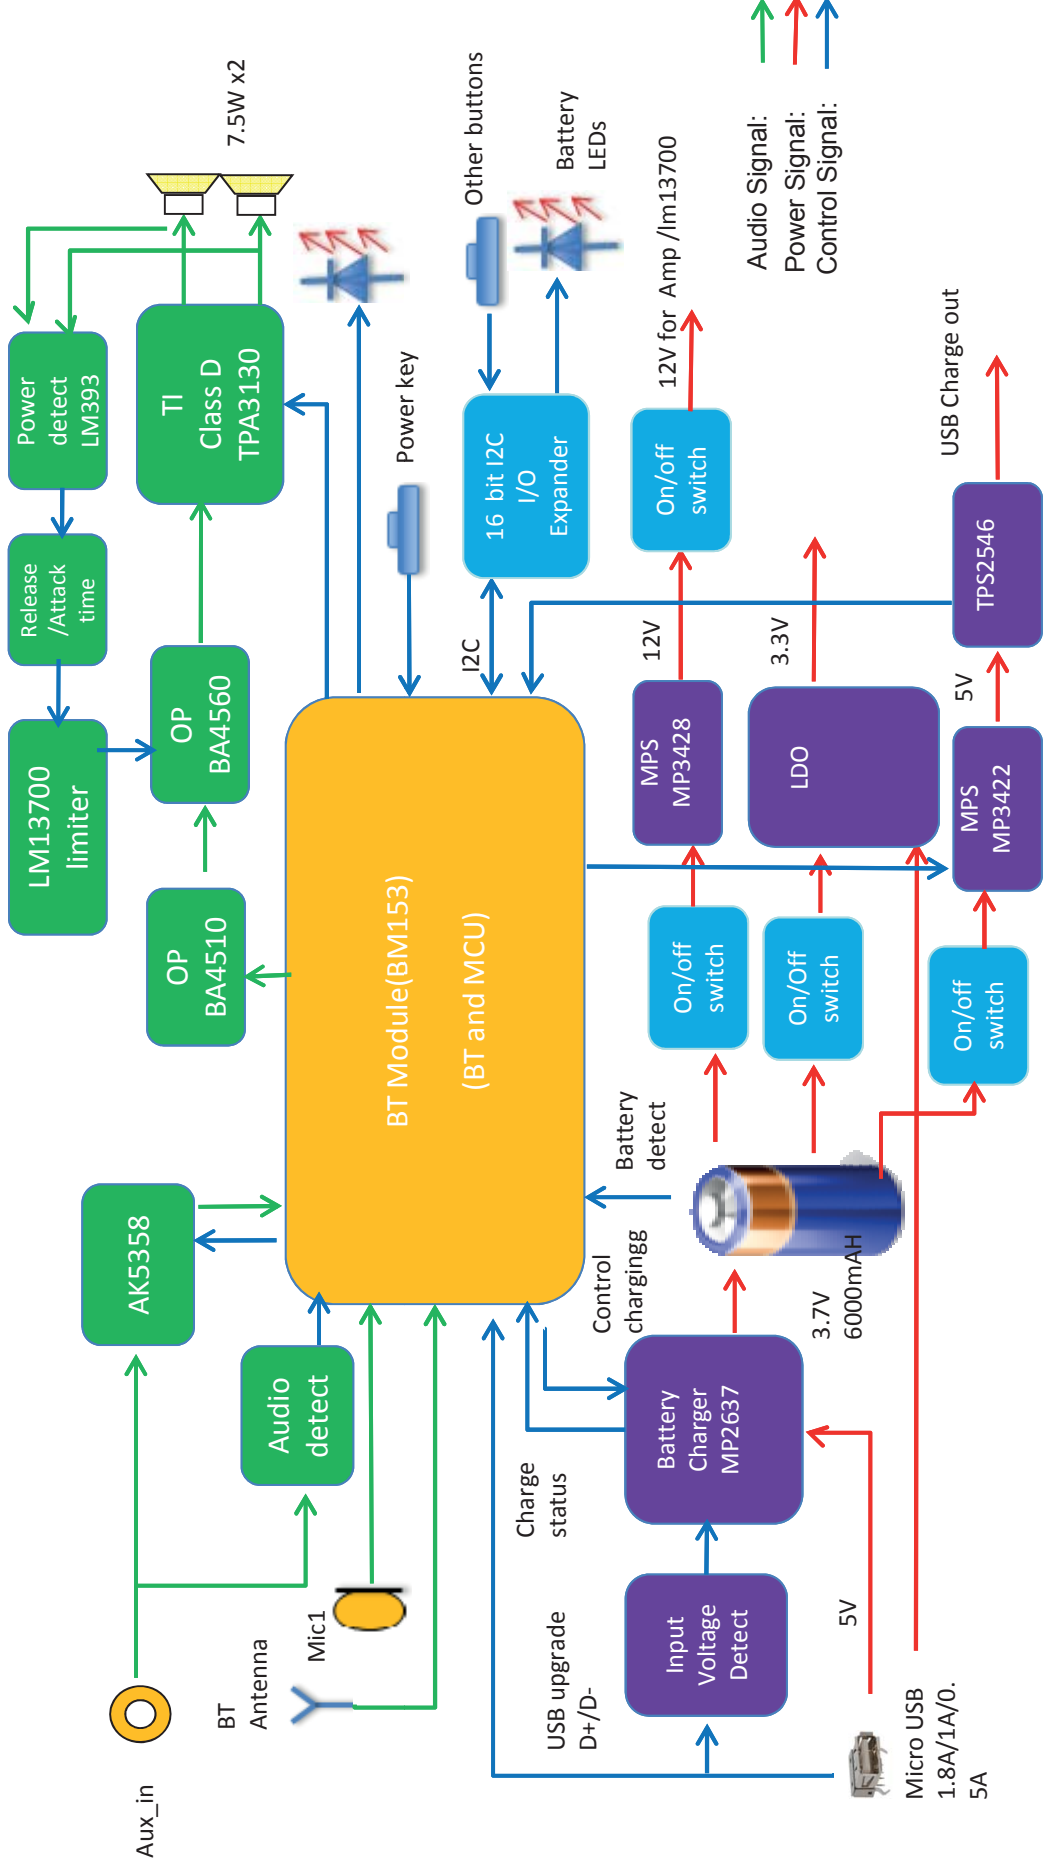 Aux_in
BT
Antenna
Mic1
USB upgrade
D+/D-
Micro USB
1.8A/1A/0.
5A
AK5358
Audio
detect
Charge
status
Input
Voltage
Detect
5V
Control
chargingg
Battery
Charger
MP2637
3.7V
6000mAH
Battery
detect
LM13700
limiter
OP
BA4510
OP
BA4560
BT Module(BM153)
(BT and MCU)
On/off
switch
On/Off
switch
On/off
switch
MPS
MP3428
LDO
MPS
MP3422
Release
/Attack
time
Power
detect
LM393
TI
Class D
TPA3130
7.5W x2
Power key
I2C
16 bit I2C
I/O
Expander
Other buttons
Battery
LEDs
12V
On/off
switch
12V for Amp /lm13700
3.3V
5V
TPS2546
USB Charge out
Audio Signal:
Power Signal:
Control Signal: